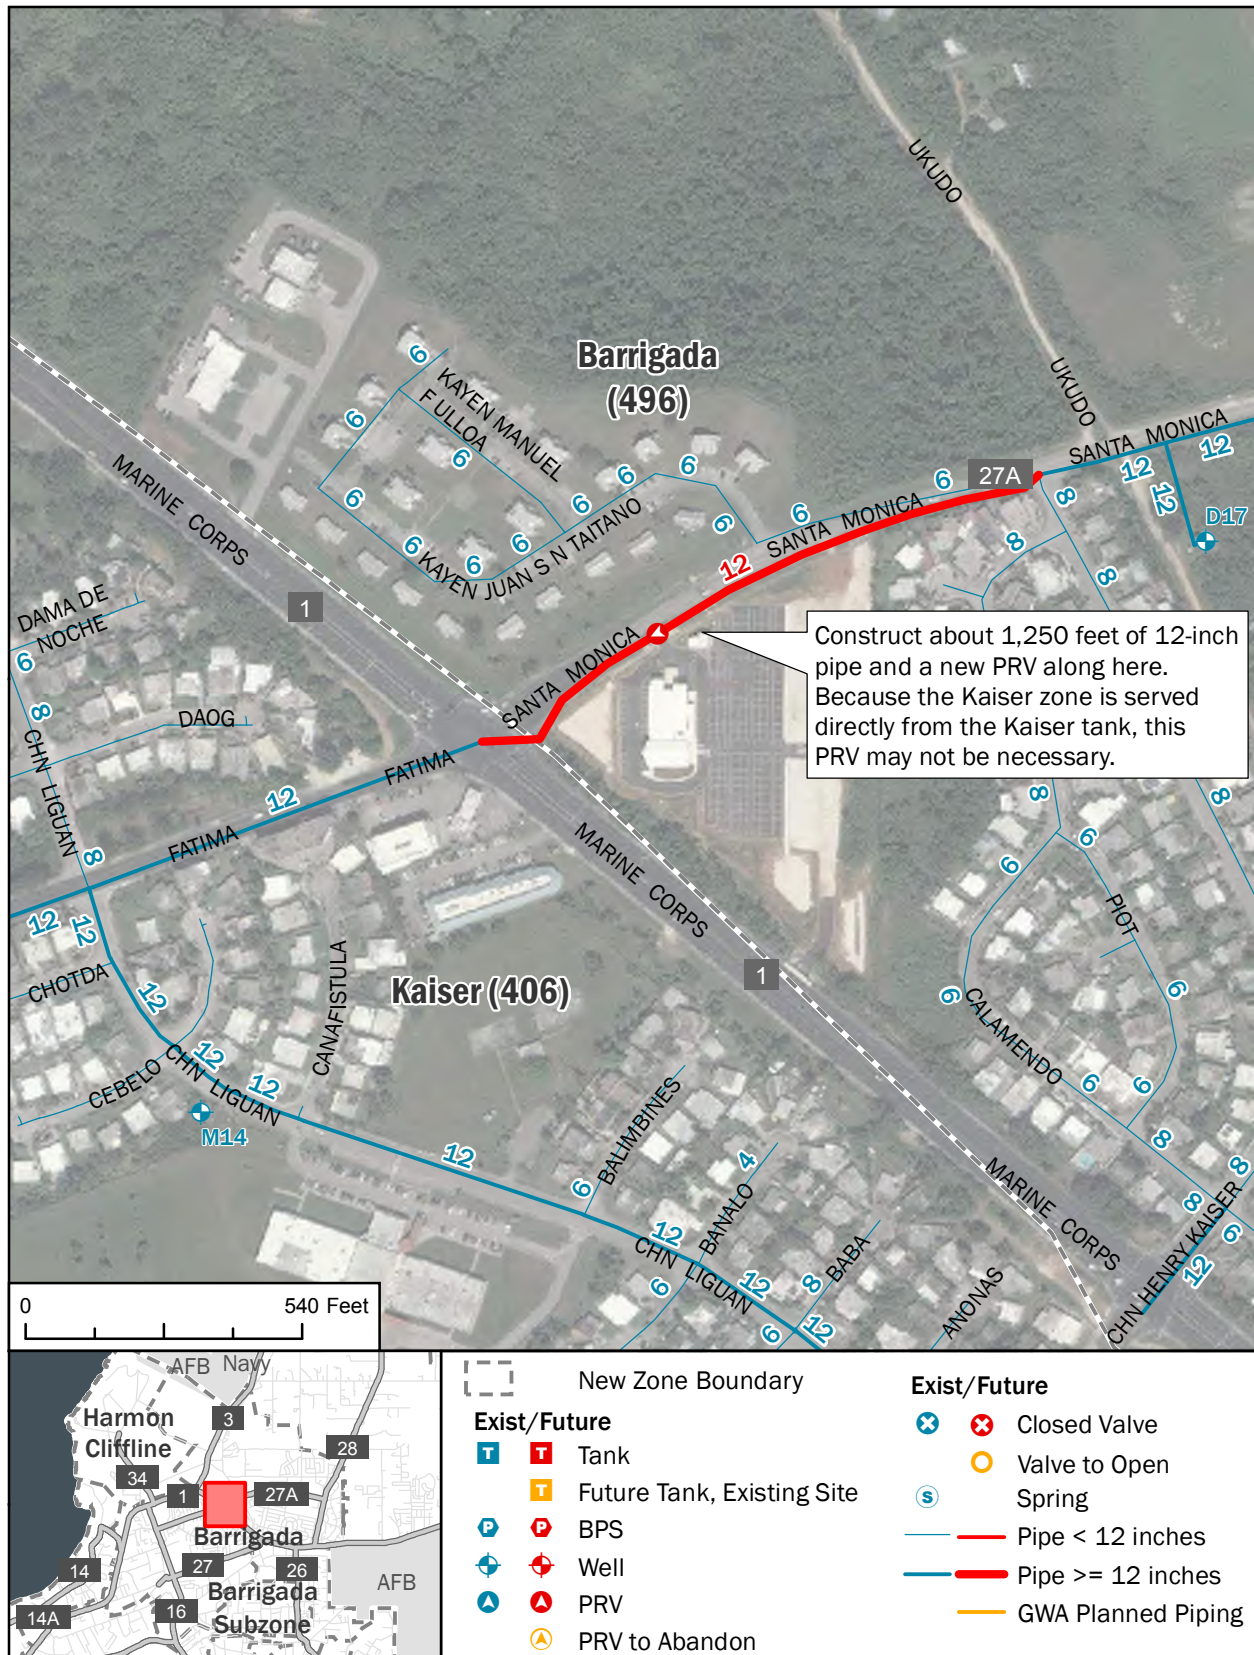 UKUDO
UKUDO
Barrigada
(496)
6
KAYEN MANUEL
F ULLOA
6
6
6
6
6
6
6
6
6
6
6
KAYEN JUAN S N TAITANO
6
6
27A
SANTA MONICA
12
12
12
D17
8
8
8
SANTA MONICA
12
SANTA MONICA
MARINE CORPS
1
DAMA DE
NOCHE
6
8
DAOG
CHN LIGUAN
8
FATIMA
12
FATIMA
12
12
Construct about 1,250 feet of 12-inch
pipe and a new PRV along here.
Because the Kaiser zone is served
directly from the Kaiser tank, this
PRV may not be necessary.
8
8
6
6
PIOT
6
6
CALAMENDO
6
6
8
8
8
6
12
CHN HENRY KAISER
MARINE CORPS
1
MARINE CORPS
Kaiser (406)
CHOTDA
12
CANAFISTULA
12
12
CEBELO
CHN LIGUAN
M14
12
BALIMBINES
6
4
BANALO
12
CHN LIGUAN
6
12
8
BABA
6
12
ANONAS
0
540 Feet
AFB
Navy
Harmon
Cliffline
3
28
34
1
27A
Barrigada
27
26
14
Barrigada
Subzone
AFB
14A
16
New Zone Boundary
Exist/Future
Tank
Future Tank, Existing Site
BPS
Well
PRV
PRV to Abandon
Exist/Future
Closed Valve
Valve to Open
Spring
Pipe < 12 inches
Pipe >= 12 inches
GWA Planned Piping
T
T
T
P
P
S